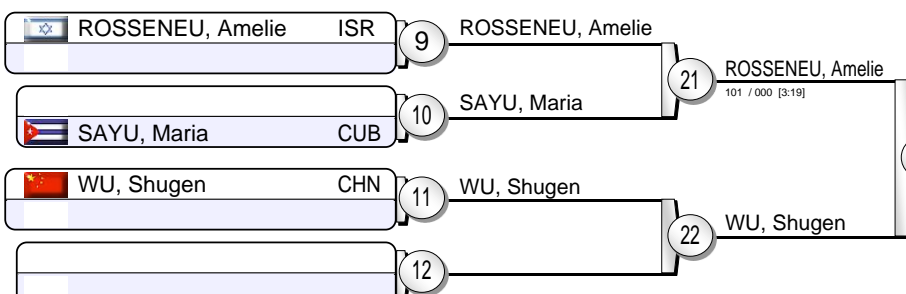 ROSSENEU, Amelie ISR
9
ROSSENEU, Amelie
21
ROSSENEU, Amelie
101 / 000 [3:19]
SAYU, Maria CUB
10
SAYU, Maria
WU, Shugen CHN
11
WU, Shugen
22
WU, Shugen
12